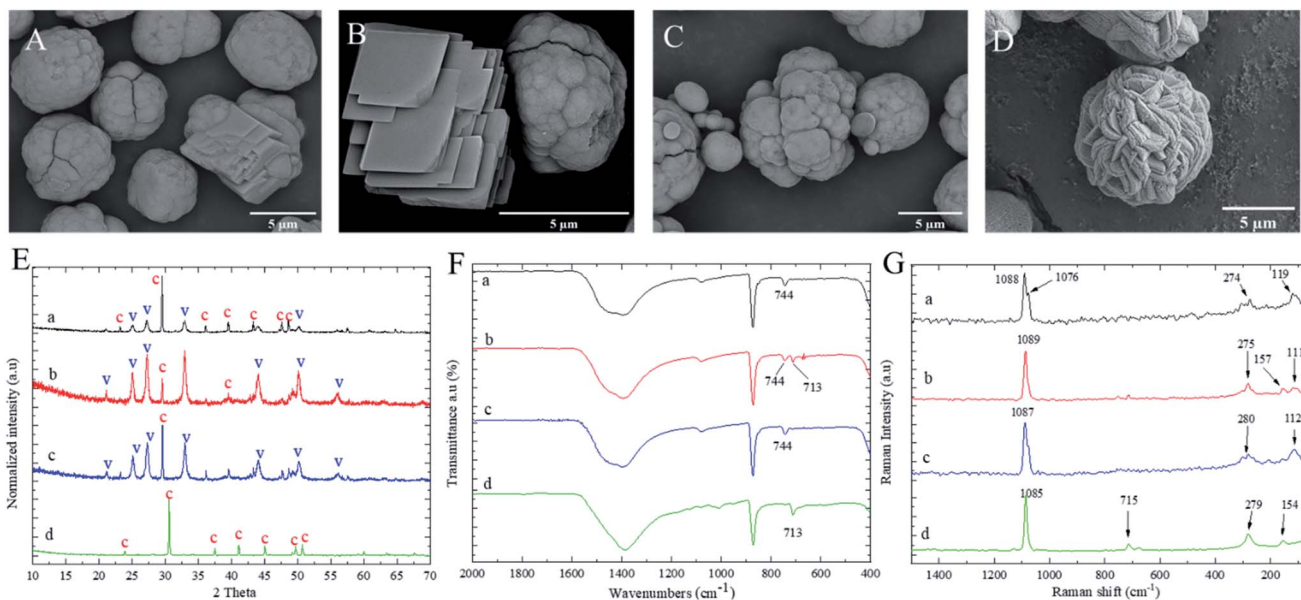 A
5 µm
B
5 µm
C
5 µm
D
5 µm
E
Normalized intensity (a.u)
a
c v v c v c c c c v
b
v v v c v c v v v
c
v v v c v v v v
d
c c c c c c c
10 15 20 25 30 35 40 45 50 55 60 65 70
2 Theta
F
Transmittance a.u (%)
a
744
b
744 713
c
744
d
713
2000 1800 1600 1400 1200 1000 800 600 400
Wavenumbers (cm-1)
G
Raman Intensity (a.u)
1088 1076 274 119
a
1089 275 157 111
b
1087 280 112
c
1085 715 279 154
d
1400 1200 1000 800 600 400 200
Raman shift (cm-1)